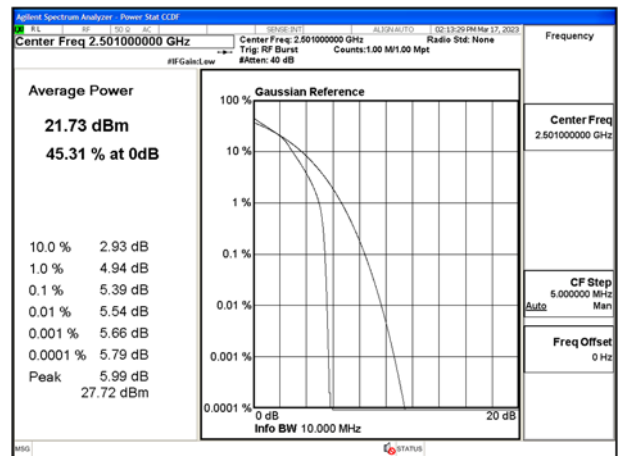 Agilent Spectrum Analyzer - Power Stat CCDF
RL RF 50 Ω AC SENSE:INT ALIGN AUTO 02:13:29 PM Mar 17, 2023
Center Freq 2.501000000 GHz
Center Freq: 2.501000000 GHz Radio Std: None
Trig: RF Burst Counts:1.00 M/1.00 Mpt
#IFGain:Low #Atten: 40 dB
Frequency
Average Power
21.73 dBm
45.31 % at 0dB
10.0 % 2.93 dB
1.0 % 4.94 dB
0.1 % 5.39 dB
0.01 % 5.54 dB
0.001 % 5.66 dB
0.0001 % 5.79 dB
Peak 5.99 dB
27.72 dBm
Gaussian Reference
100 %
10 %
1 %
0.1 %
0.01 %
0.001 %
0.0001 %
0 dB 20 dB
Info BW 10.000 MHz
Center Freq
2.501000000 GHz
CF Step
5.000000 MHz
Auto Man
Freq Offset
0 Hz
MSG STATUS